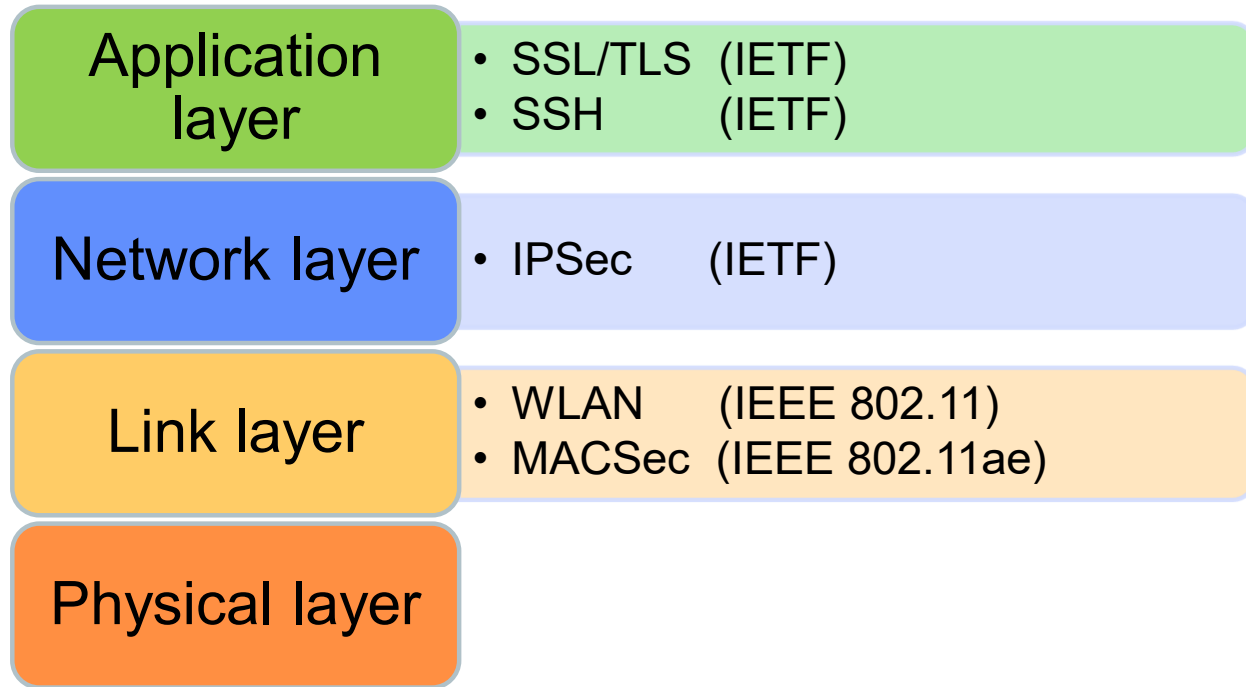 Application
layer
• SSL/TLS (IETF)
• SSH (IETF)
Network layer
• IPSec (IETF)
Link layer
• WLAN (IEEE 802.11)
• MACSec (IEEE 802.11ae)
Physical layer